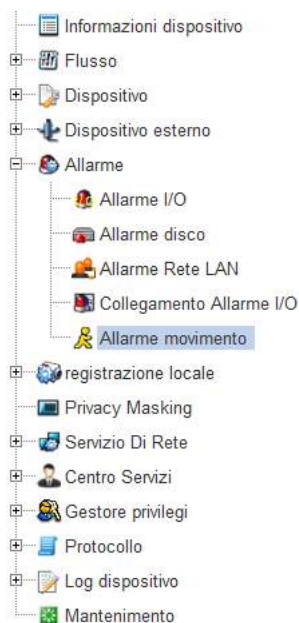 Informazioni dispositivo
Flusso
Dispositivo
Dispositivo esterno
Allarme
Allarme I/O
Allarme disco
Allarme Rete LAN
Collegamento Allarme I/O
Allarme movimento
registrazione locale
Privacy Masking
Servizio Di Rete
Centro Servizi
Gestore privilegi
Protocollo
Log dispositivo
Mantenimento